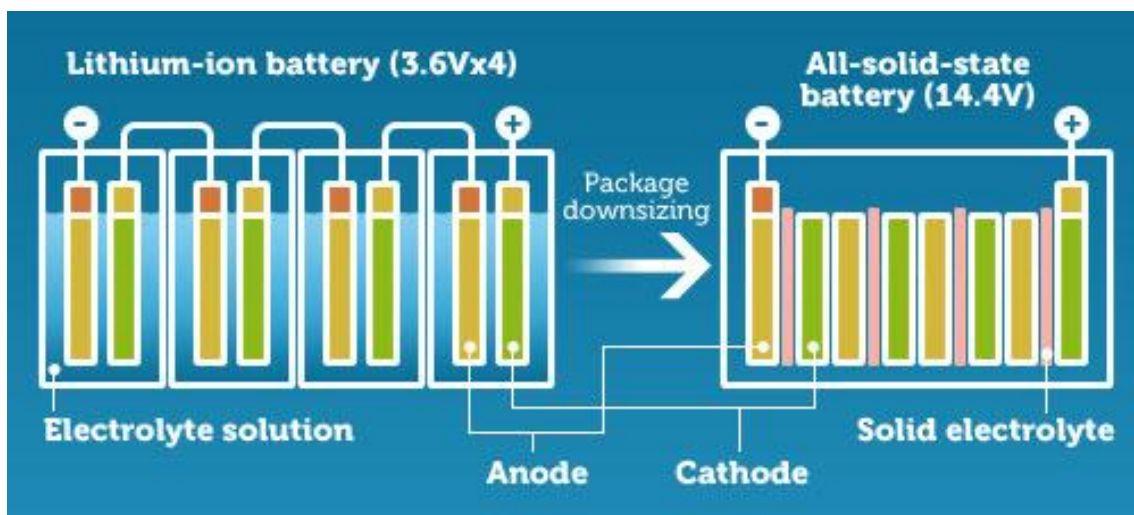 Lithium-ion battery (3.6Vx4)
All-solid-state
battery (14.4V)
-
+
-
+
Package
downsizing
Electrolyte solution
Solid electrolyte
Anode
Cathode